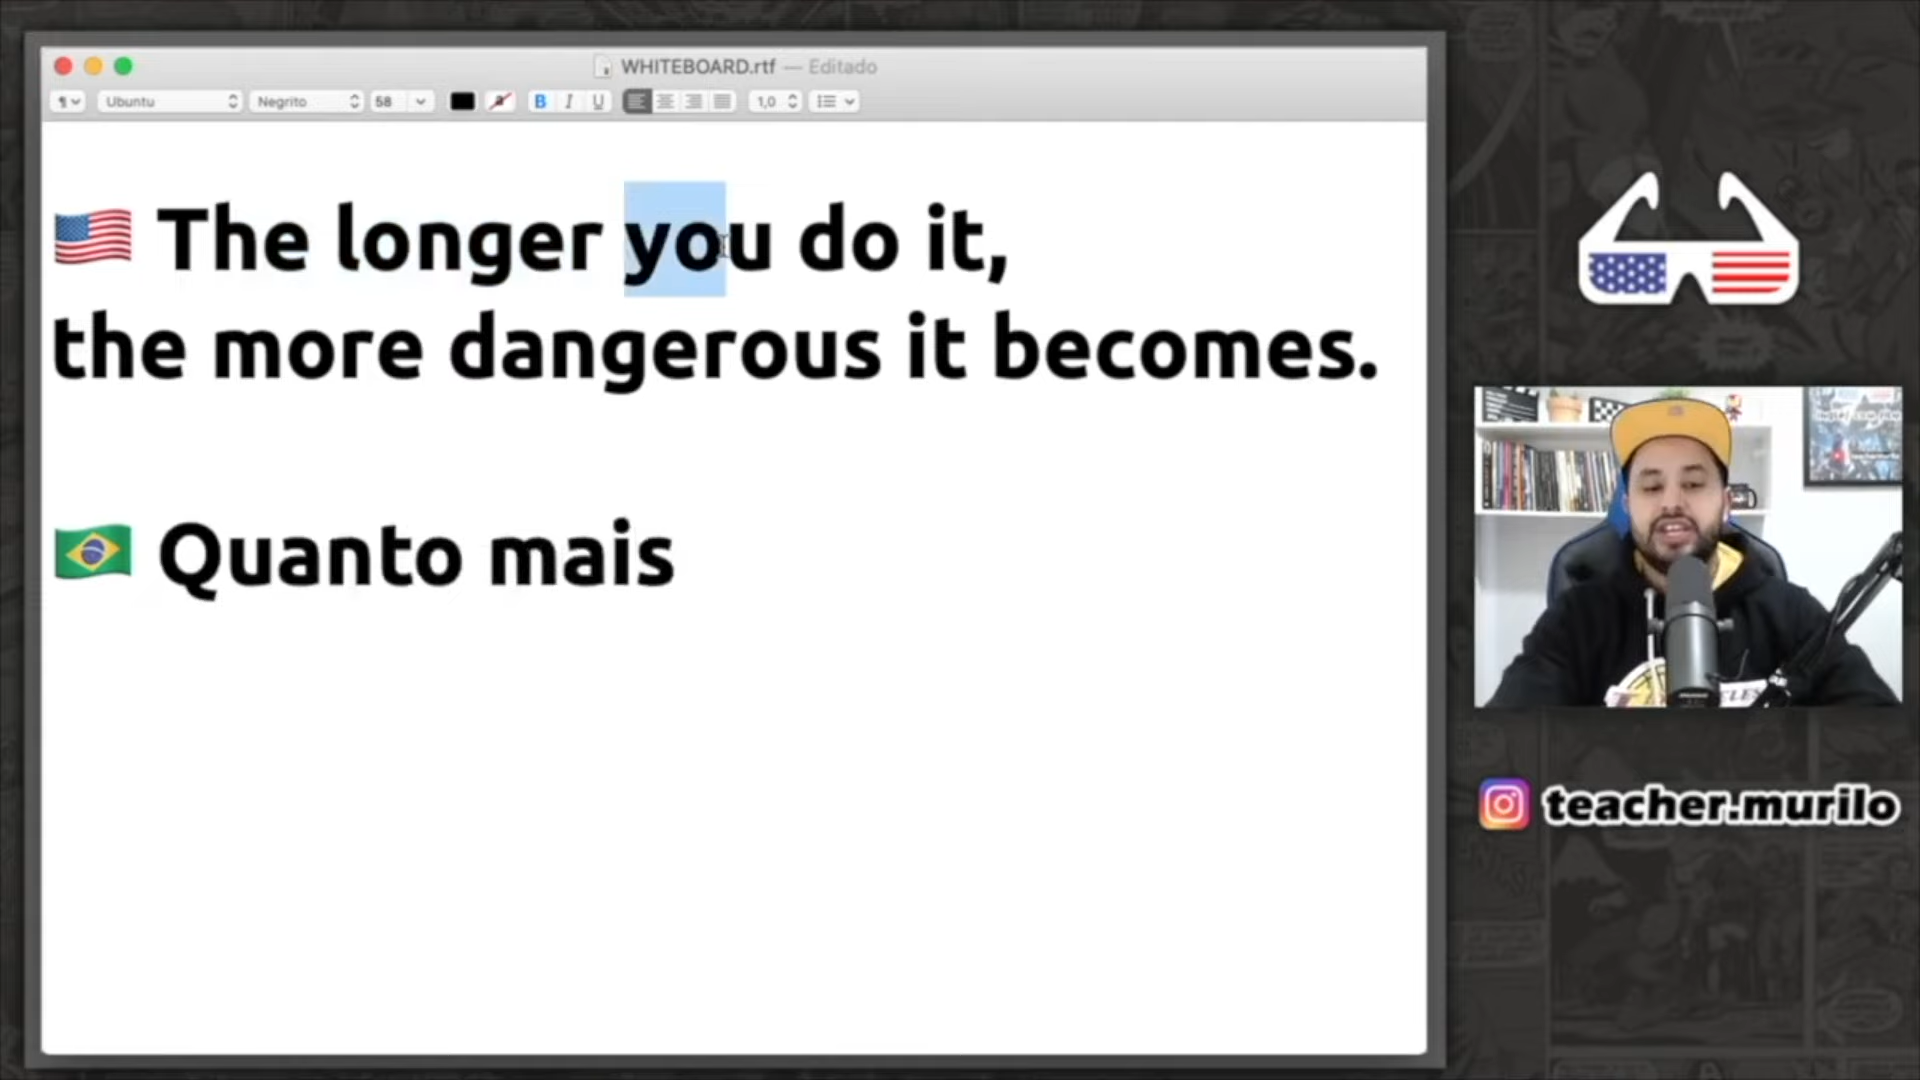 WHITEBOARD.rtf — Editado
Ubuntu Negrito 58 B I U 1,0
The longer you do it,
the more dangerous it becomes.
Quanto mais
teacher.murilo